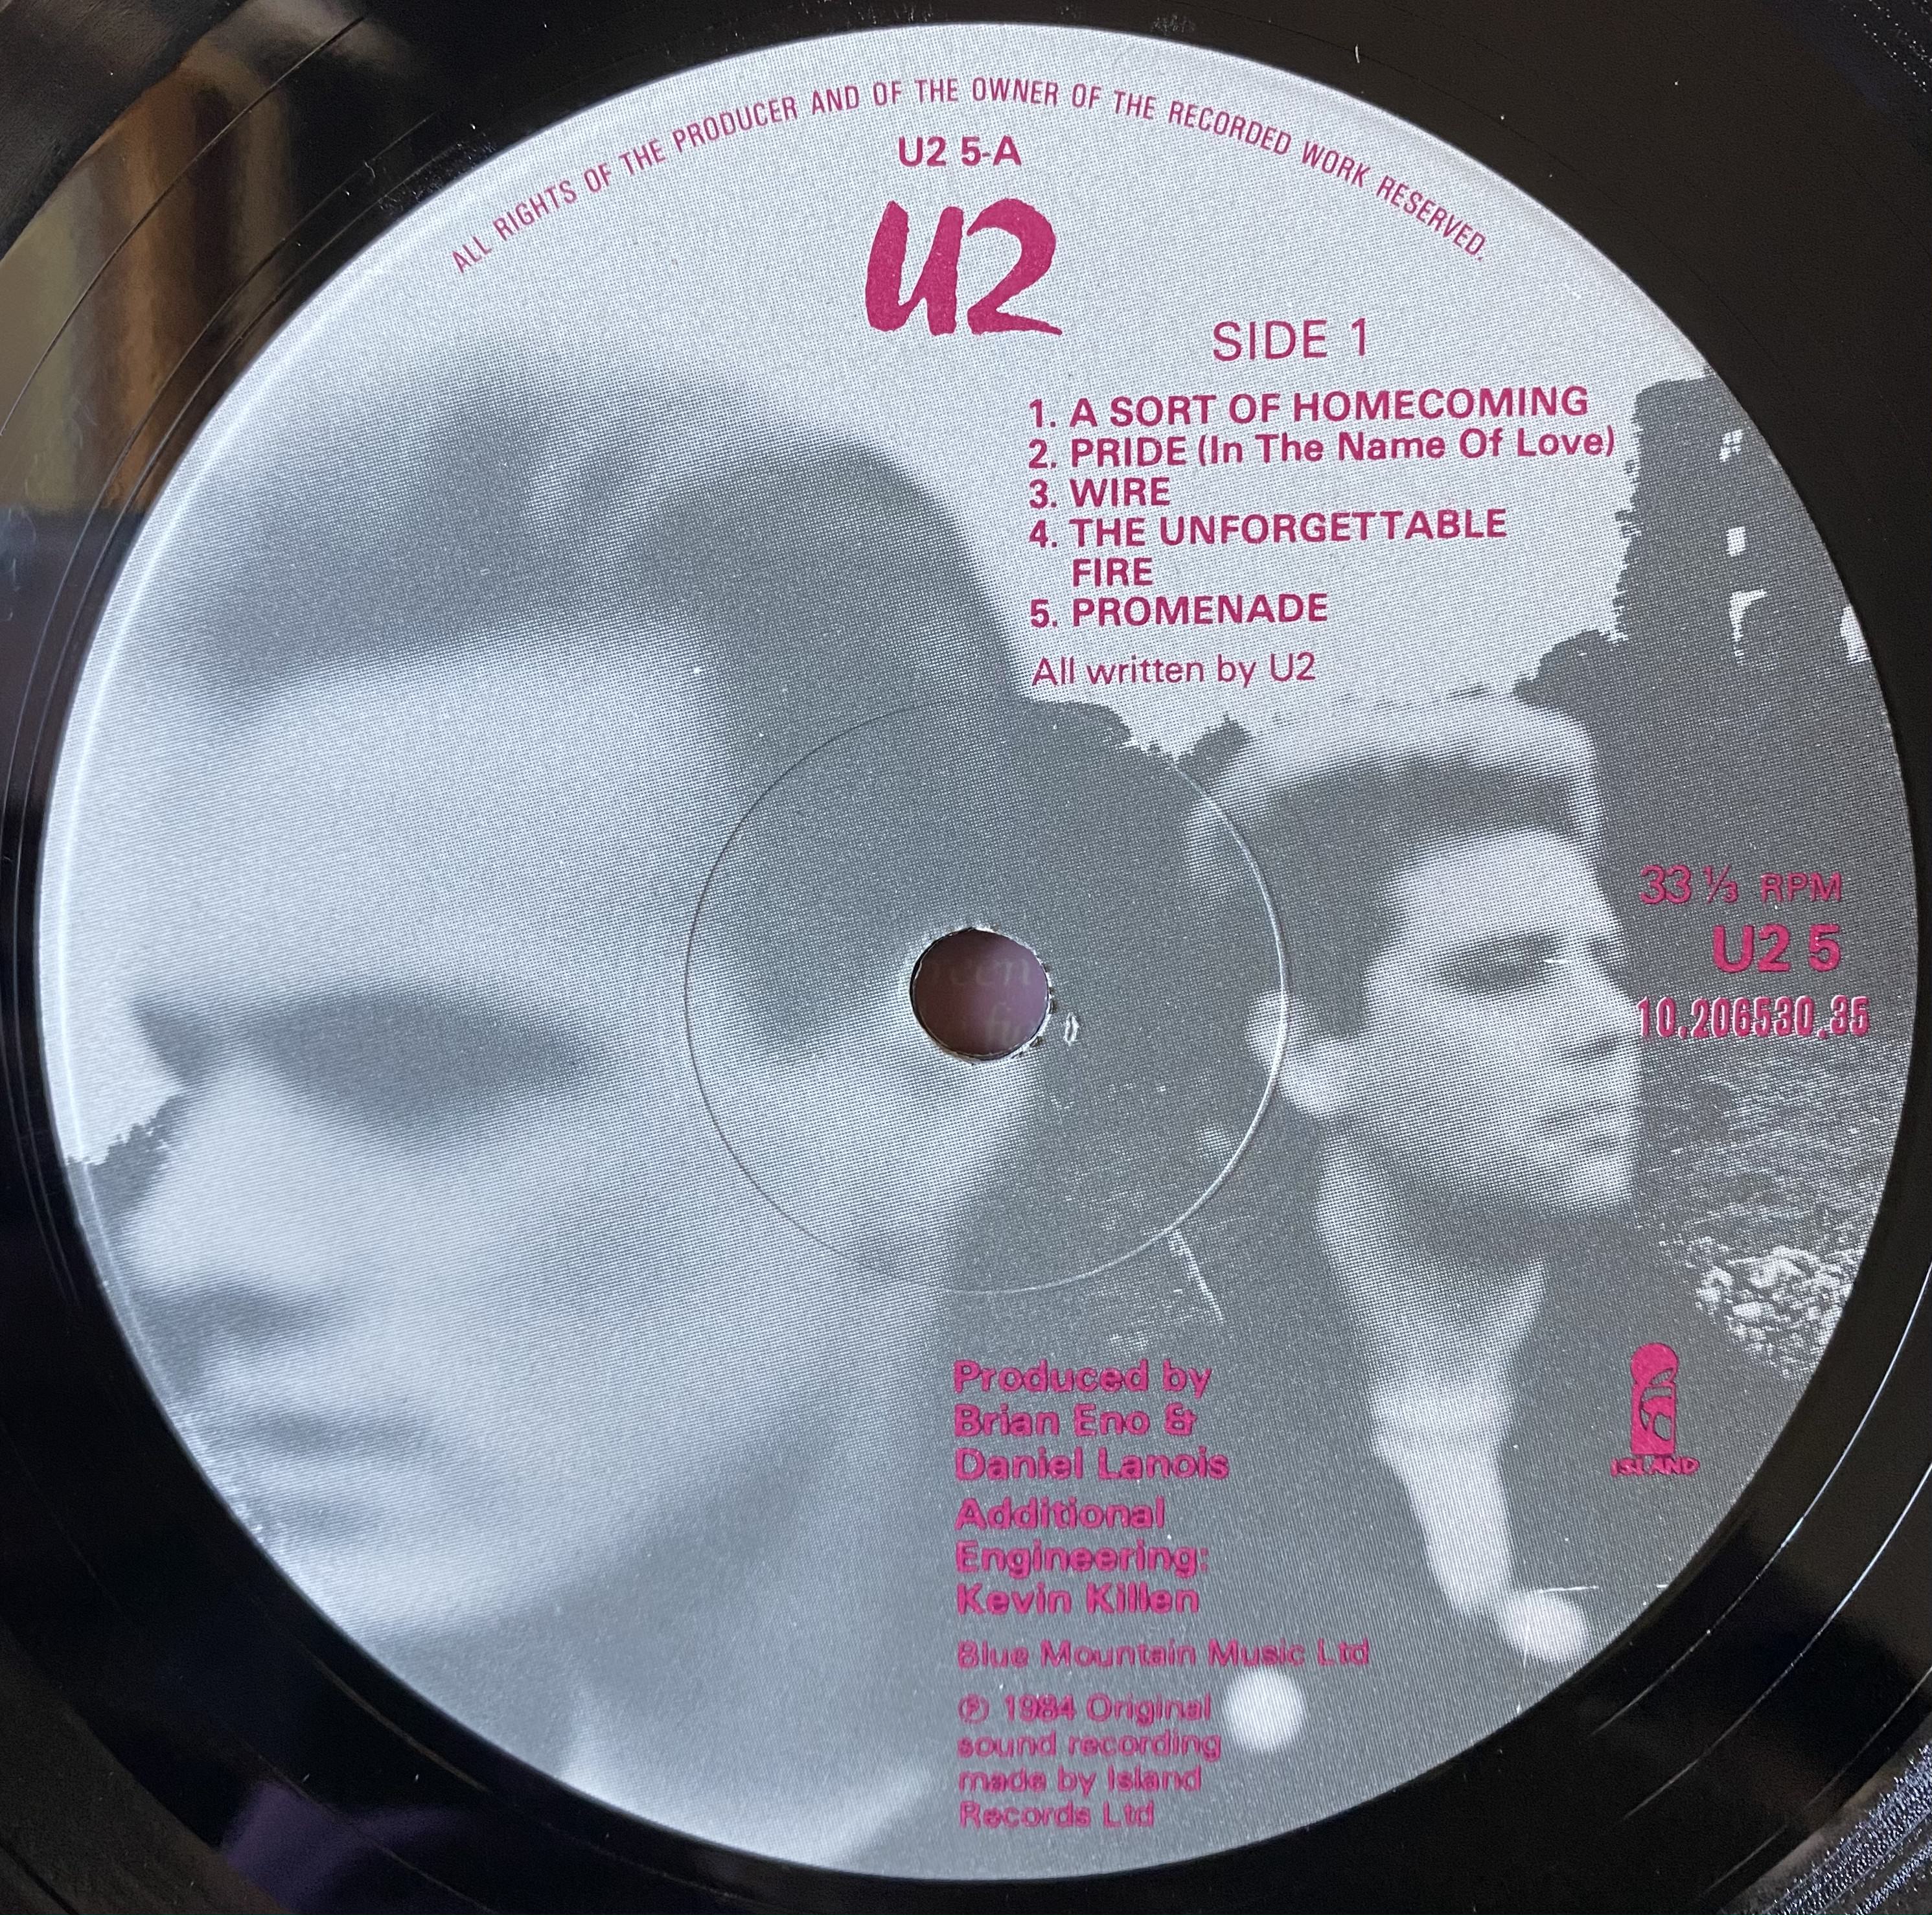 ALL RIGHTS OF THE PRODUCER AND OF THE OWNER OF THE RECORDED WORK RESERVED.
U2 5-A
U2
SIDE 1
1. A SORT OF HOMECOMING
2. PRIDE (In The Name Of Love)
3. WIRE
4. THE UNFORGETTABLE
FIRE
5. PROMENADE
All written by U2
33 ⅓ RPM
U2 5
10.206530.35
Produced by
Brian Eno &
Daniel Lanois
Additional
Engineering:
Kevin Killen
ISLAND
Blue Mountain Music Ltd
℗ 1984 Original
sound recording
made by Island
Records Ltd